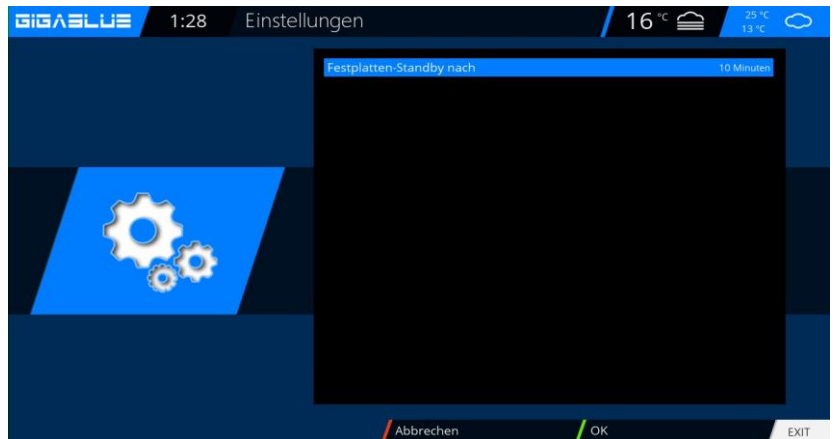 GIGABLUE 1:28 Einstellungen 16 °C 25 °C
13 °C
Festplatten-Standby nach 10 Minuten
Abbrechen OK EXIT